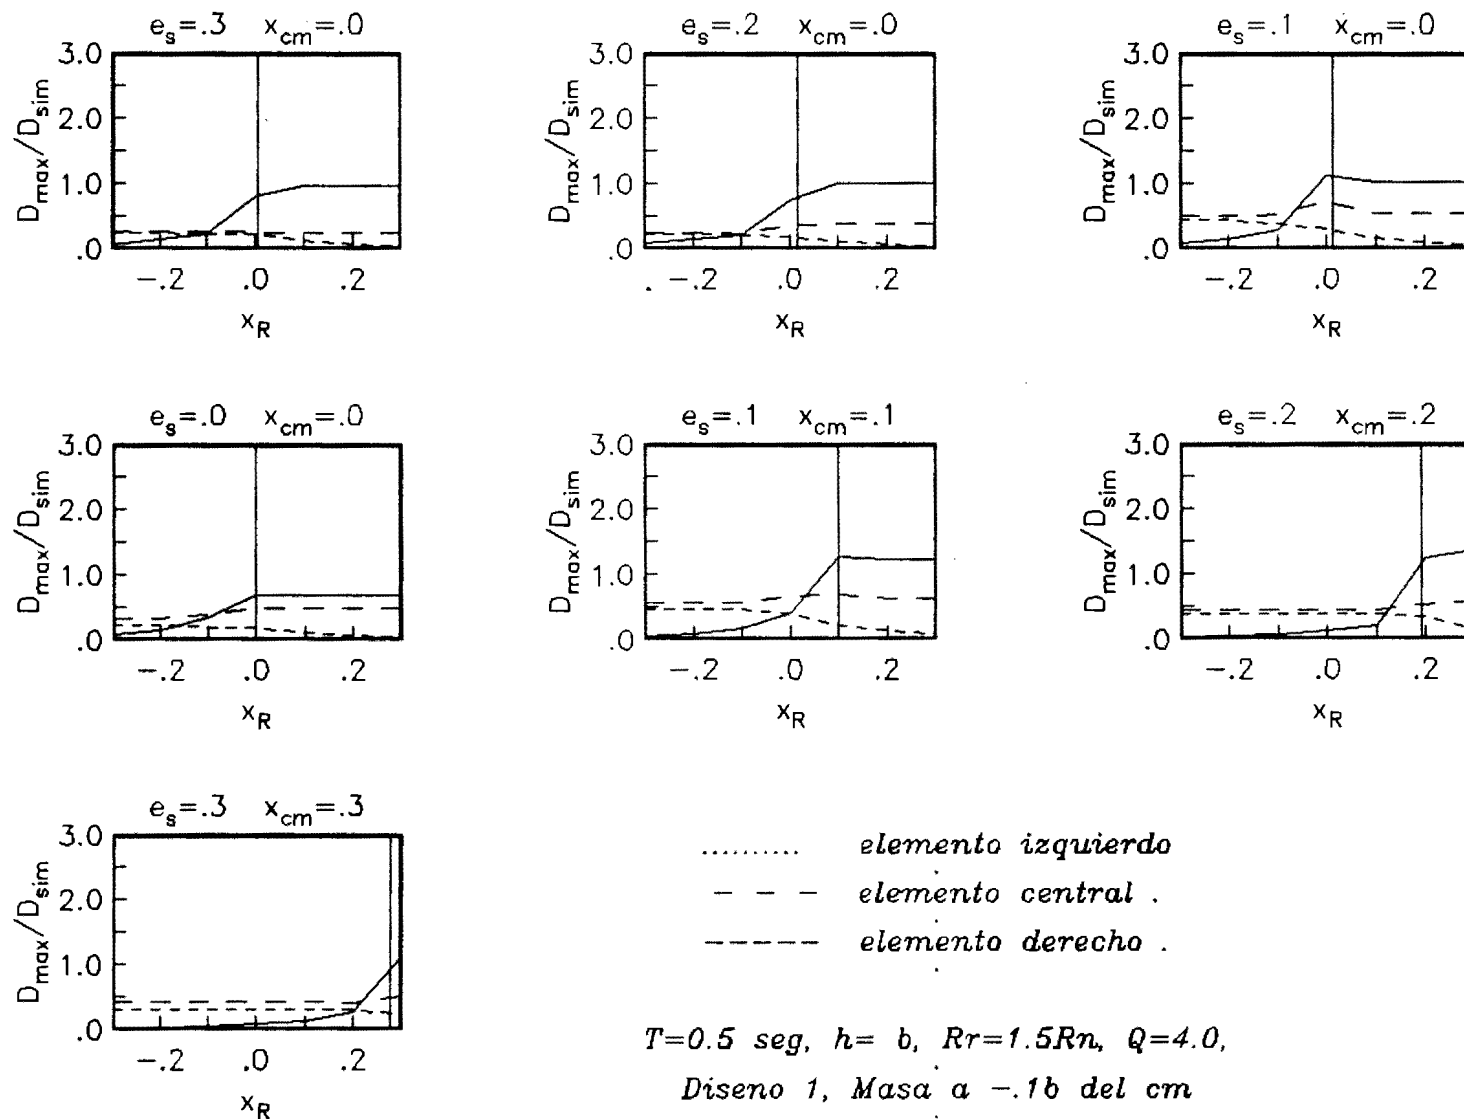 e_s=.3 x_cm=.0
D_max/D_sim
3.0
2.0
1.0
.0
-.2 .0 .2
x_R
e_s=.2 x_cm=.0
D_max/D_sim
3.0
2.0
1.0
.0
-.2 .0 .2
x_R
e_s=.1 x_cm=.0
D_max/D_sim
3.0
2.0
1.0
.0
-.2 .0 .2
x_R
e_s=.0 x_cm=.0
D_max/D_sim
3.0
2.0
1.0
.0
-.2 .0 .2
x_R
e_s=.1 x_cm=.1
D_max/D_sim
3.0
2.0
1.0
.0
-.2 .0 .2
x_R
e_s=.2 x_cm=.2
D_max/D_sim
3.0
2.0
1.0
.0
-.2 .0 .2
x_R
e_s=.3 x_cm=.3
D_max/D_sim
3.0
2.0
1.0
.0
-.2 .0 .2
x_R
elemento izquierdo
elemento central .
elemento derecho .
T=0.5 seg, h= b, Rr=1.5Rn, Q=4.0,
Diseno 1, Masa a -.1b del cm